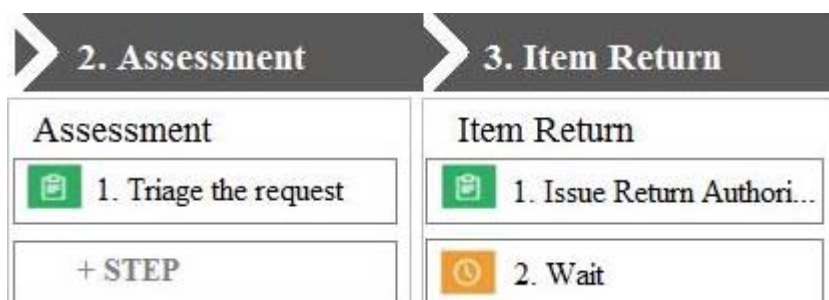 2. Assessment
3. Item Return
Assessment
1. Triage the request
+ STEP
Item Return
1. Issue Return Authori...
2. Wait